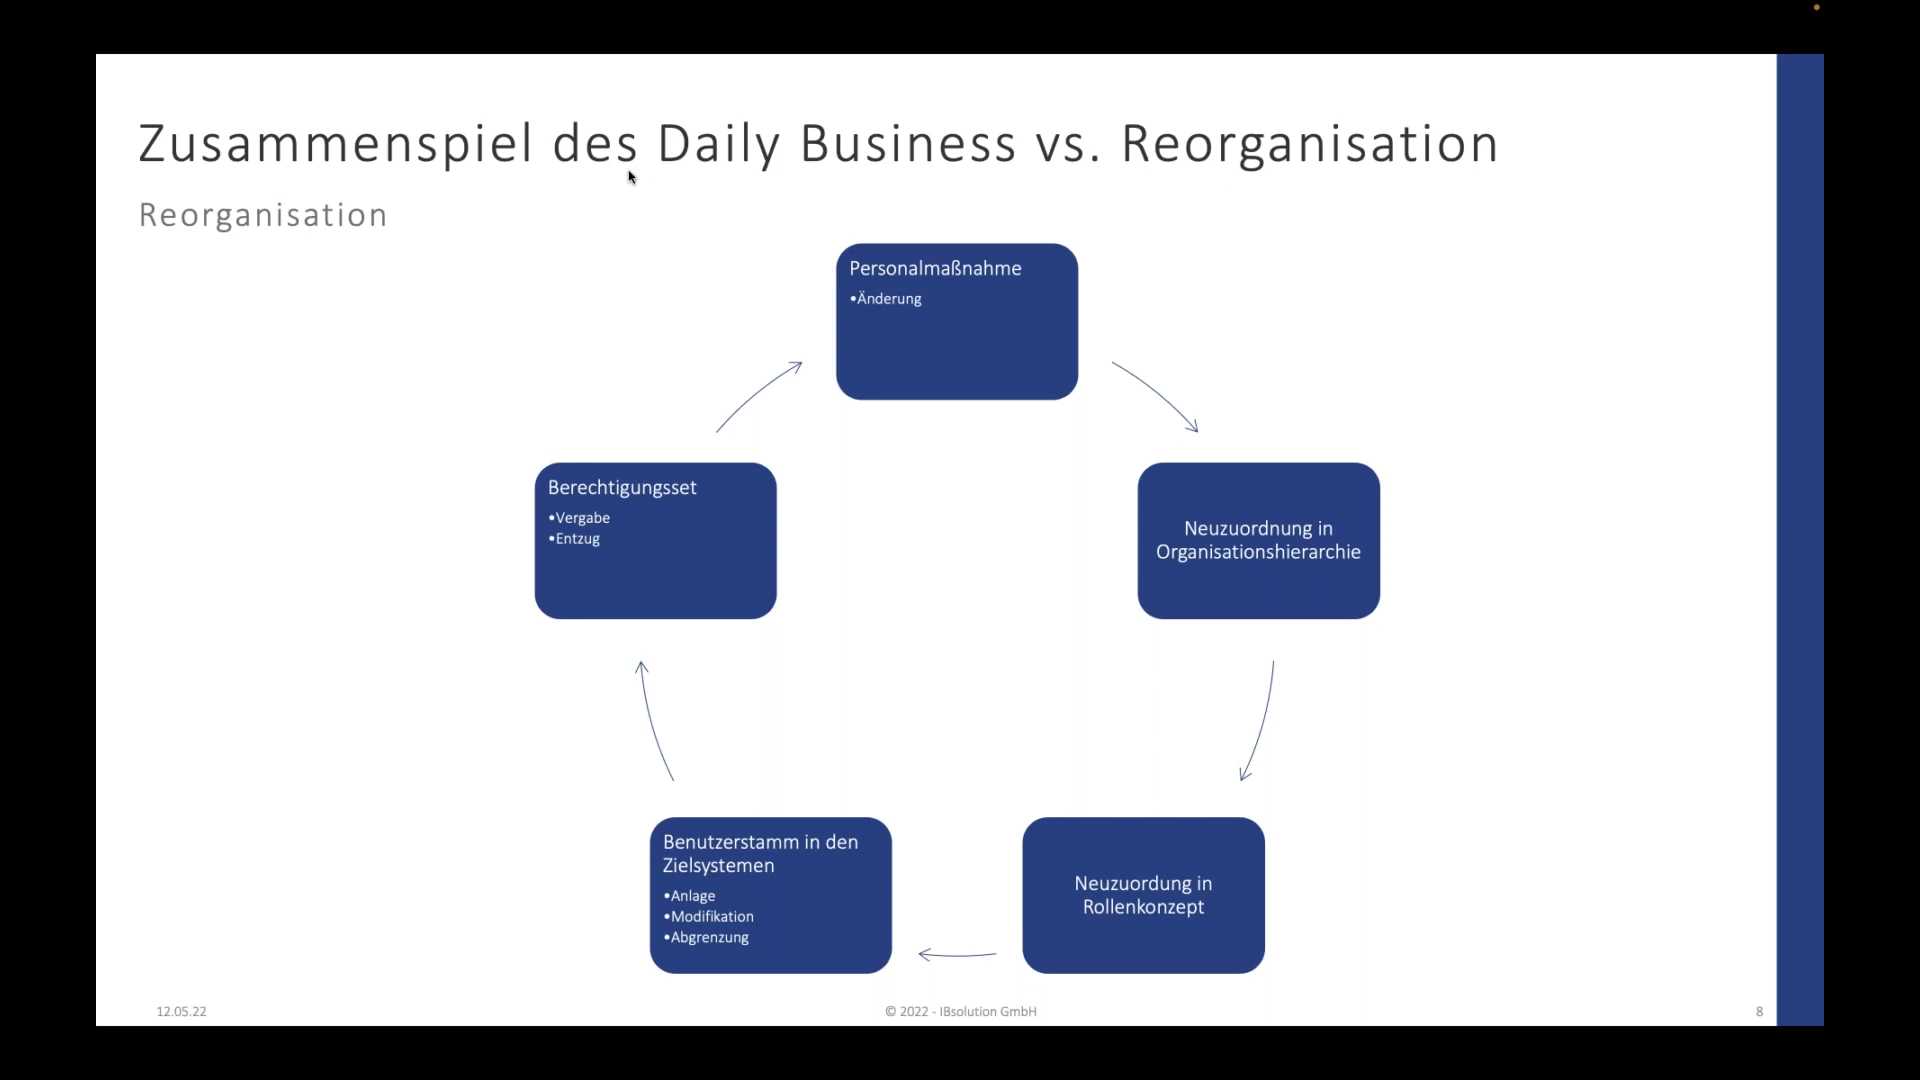 Zusammenspiel des Daily Business vs. Reorganisation
Reorganisation
Personalmaßnahme
•Änderung
Berechtigungsset
•Vergabe
•Entzug
Neuzuordnung in
Organisationshierarchie
Benutzerstamm in den
Zielsystemen
•Anlage
•Modifikation
•Abgrenzung
Neuzuordung in
Rollenkonzept
12.05.22
© 2022 - IBsolution GmbH
8